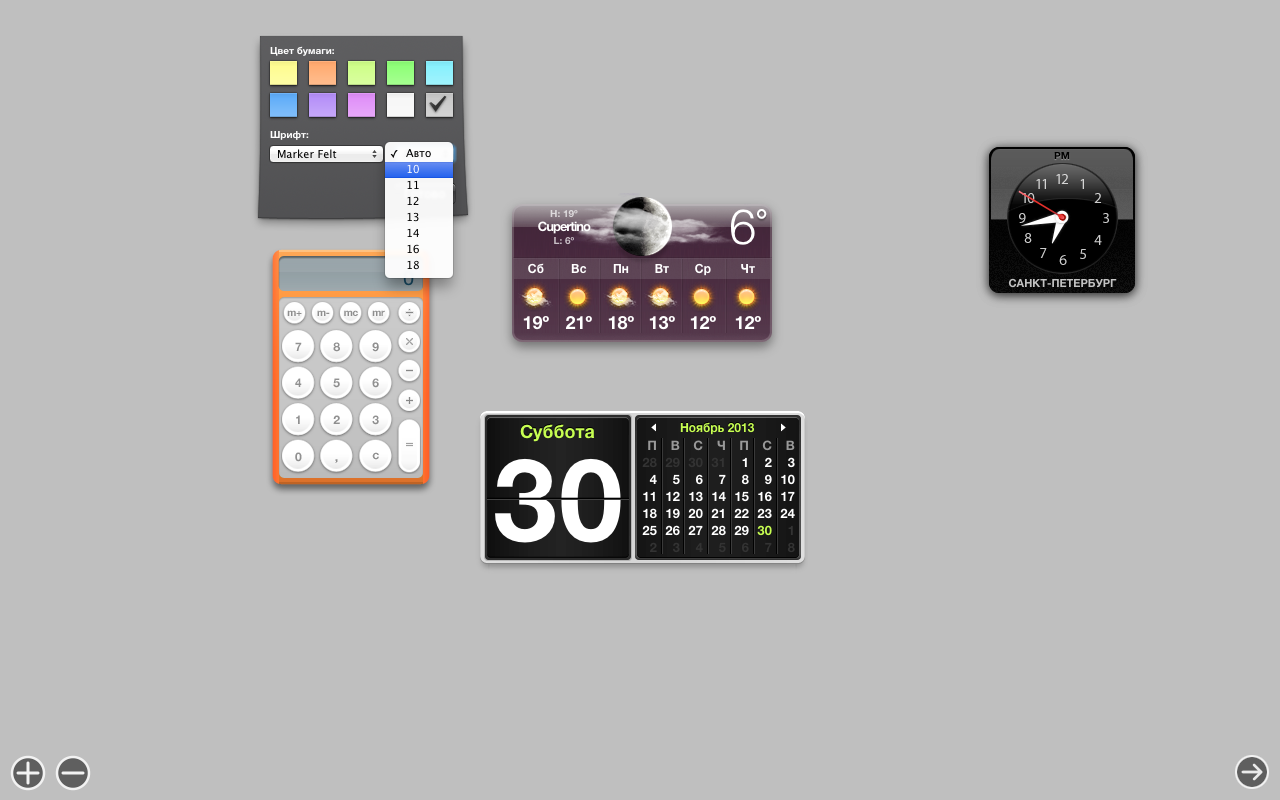 Цвет бумаги:
Шрифт:
Marker Felt
✓ Авто
10
11
12
13
14
16
18
0
m+ m- mc mr ÷
7 8 9 ×
4 5 6 −
1 2 3 +
0 , c =
H: 19°
Cupertino
L: 6°
6°
Сб Вс Пн Вт Ср Чт
19° 21° 18° 13° 12° 12°
PM
12 1 2 3 4 5 6 7 8 9 10 11
САНКТ-ПЕТЕРБУРГ
Суббота
30
Ноябрь 2013
П В С Ч П С В
28 29 30 31 1 2 3
4 5 6 7 8 9 10
11 12 13 14 15 16 17
18 19 20 21 22 23 24
25 26 27 28 29 30 1
2 3 4 5 6 7 8